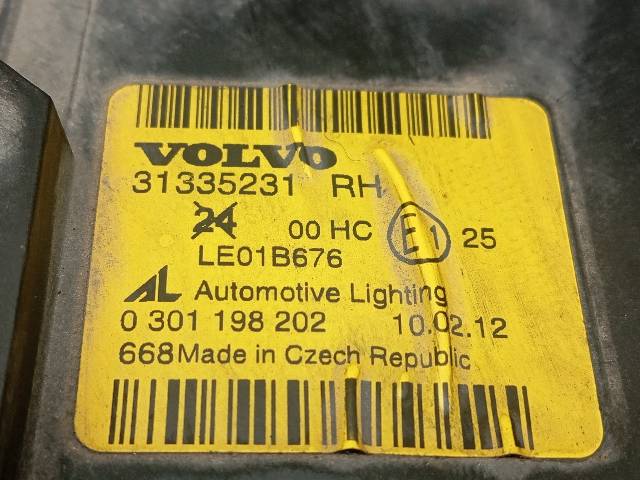 VOLVO
31335231 RH
24 00 HC E1 25
LE01B676
AL Automotive Lighting
0 301 198 202 10.02.12
668 Made in Czech Republic